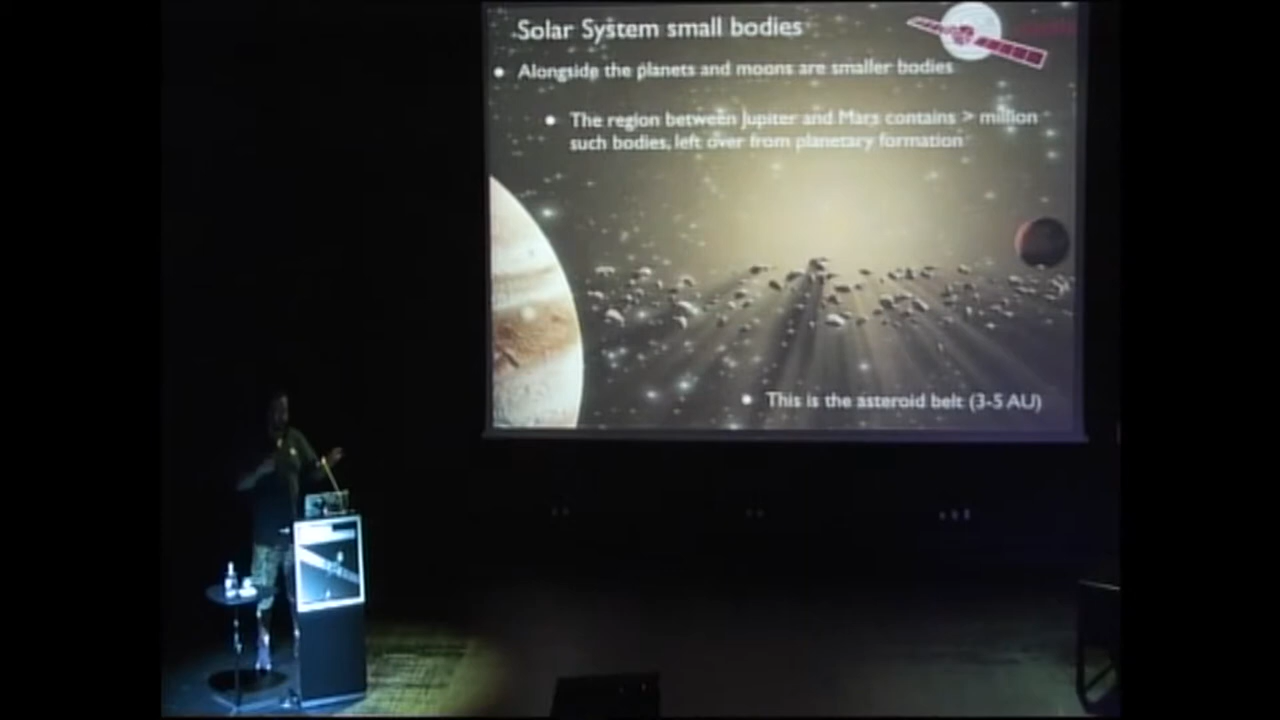 Solar System small bodies
Alongside the planets and moons are smaller bodies
The region between Jupiter and Mars contains > million
such bodies, left over from planetary formation
This is the asteroid belt (3-5 AU)